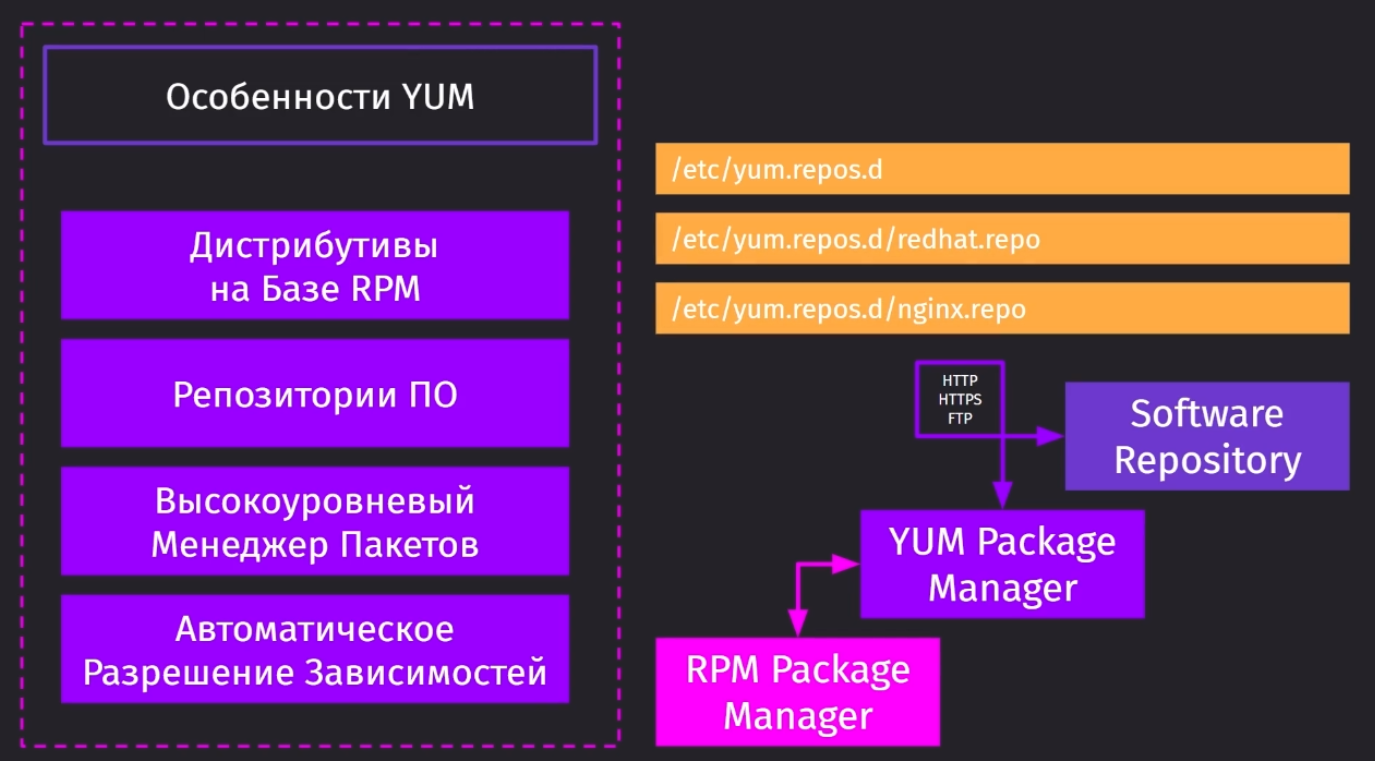 Особенности YUM
Дистрибутивы
на Базе RPM
Репозитории ПО
Высокоуровневый
Менеджер Пакетов
Автоматическое
Разрешение Зависимостей
/etc/yum.repos.d
/etc/yum.repos.d/redhat.repo
/etc/yum.repos.d/nginx.repo
HTTP
HTTPS
FTP
Software
Repository
YUM Package
Manager
RPM Package
Manager